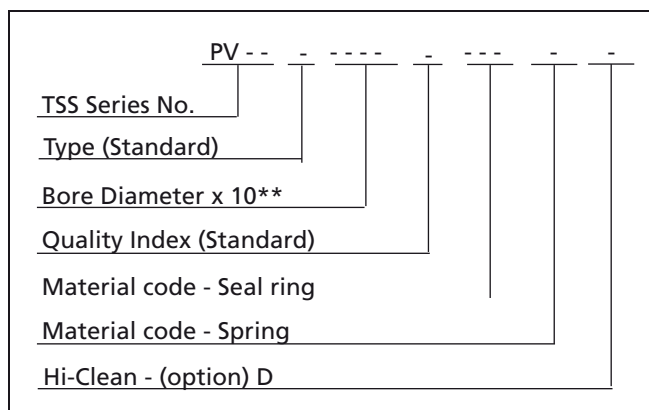 PV - - - - - - - - - - - - -
TSS Series No.
Type (Standard)
Bore Diameter x 10**
Quality Index (Standard)
Material code - Seal ring
Material code - Spring
Hi-Clean - (option) D